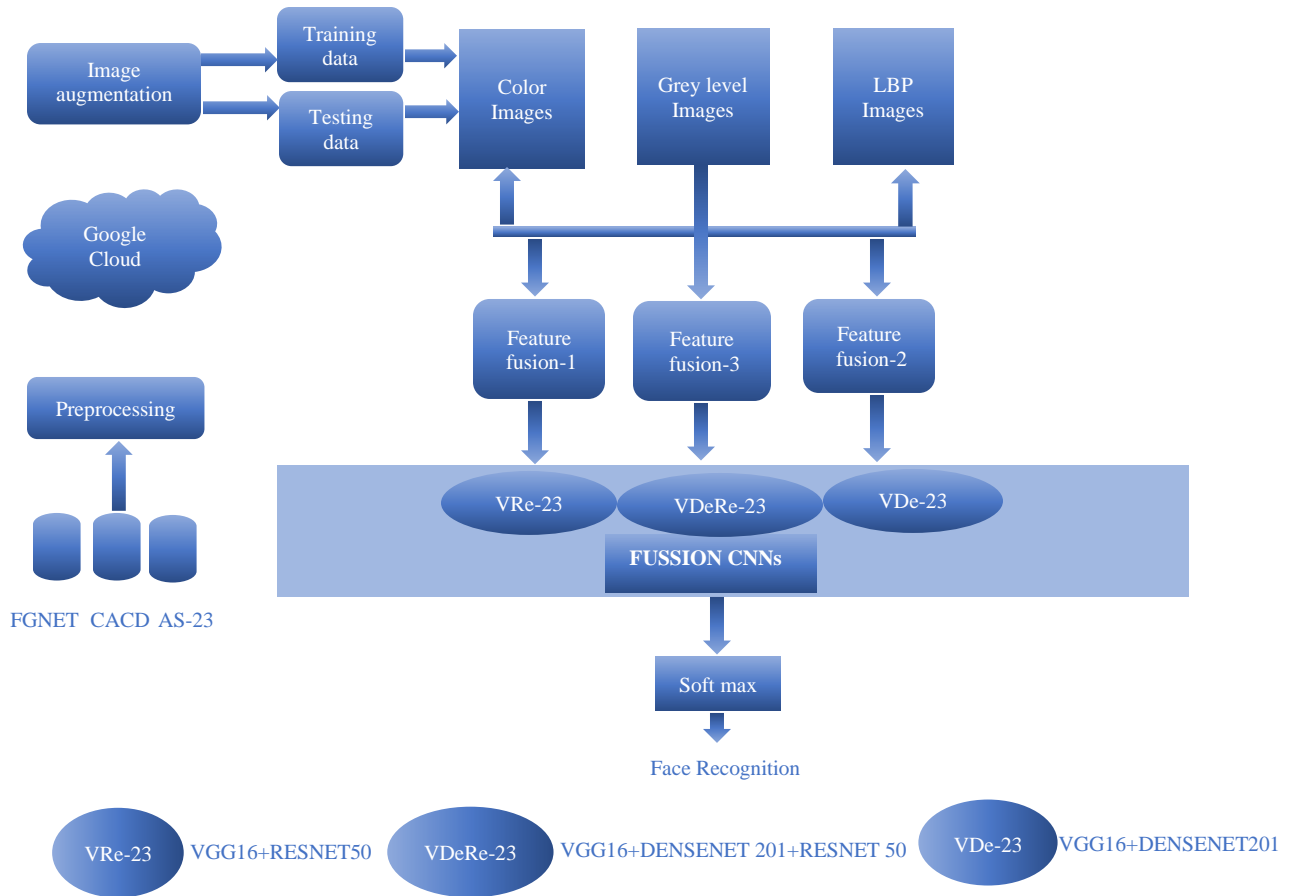 Image
augmentation
Training
data
Testing
data
Color
Images
Grey level
Images
LBP
Images
Google
Cloud
Feature
fusion-1
Feature
fusion-3
Feature
fusion-2
Preprocessing
VRe-23
VDeRe-23
VDe-23
FUSSION CNNs
FGNET CACD AS-23
Soft max
Face Recognition
VRe-23
VGG16+RESNET50
VDeRe-23
VGG16+DENSENET 201+RESNET 50
VDe-23
VGG16+DENSENET201